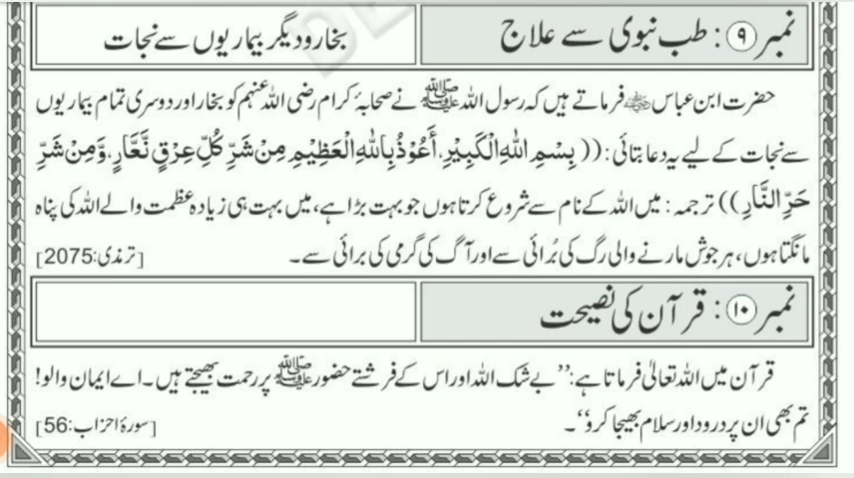 نمبر ۹ : طب نبوی سے علاج
بخار و دیگر بیماریوں سے نجات
حضرت ابن عباس رضی اللہ عنہ فرماتے ہیں کہ رسول اللہ ﷺ نے صحابۂ کرام رضی اللہ عنہم کو بخار اور دوسری تمام بیماریوں
سے نجات کے لیے یہ دعا بتائی : (( بِسْمِ اللّٰهِ الْكَبِيْرِ، أَعُوْذُ بِاللّٰهِ الْعَظِيْمِ مِنْ شَرِّ كُلِّ عِرْقٍ نَّعَّارٍ، وَّمِنْ شَرِّ
حَرِّ النَّارِ )) ترجمہ : میں اللہ کے نام سے شروع کرتا ہوں جو بہت بڑا ہے، میں بہت ہی زیادہ عظمت والے اللہ کی پناہ
مانگتا ہوں، ہر جوش مارنے والی رگ کی بُرائی سے اور آگ کی گرمی کی برائی سے۔ [ترمذی:2075]
نمبر ۱۰ : قرآن کی نصیحت
قرآن میں اللہ تعالیٰ فرماتا ہے: ’’بے شک اللہ اور اس کے فرشتے حضور ﷺ پر رحمت بھیجتے ہیں۔ اے ایمان والو!
تم بھی ان پر درود اور سلام بھیجا کرو‘‘۔ [سورۂ احزاب:56]